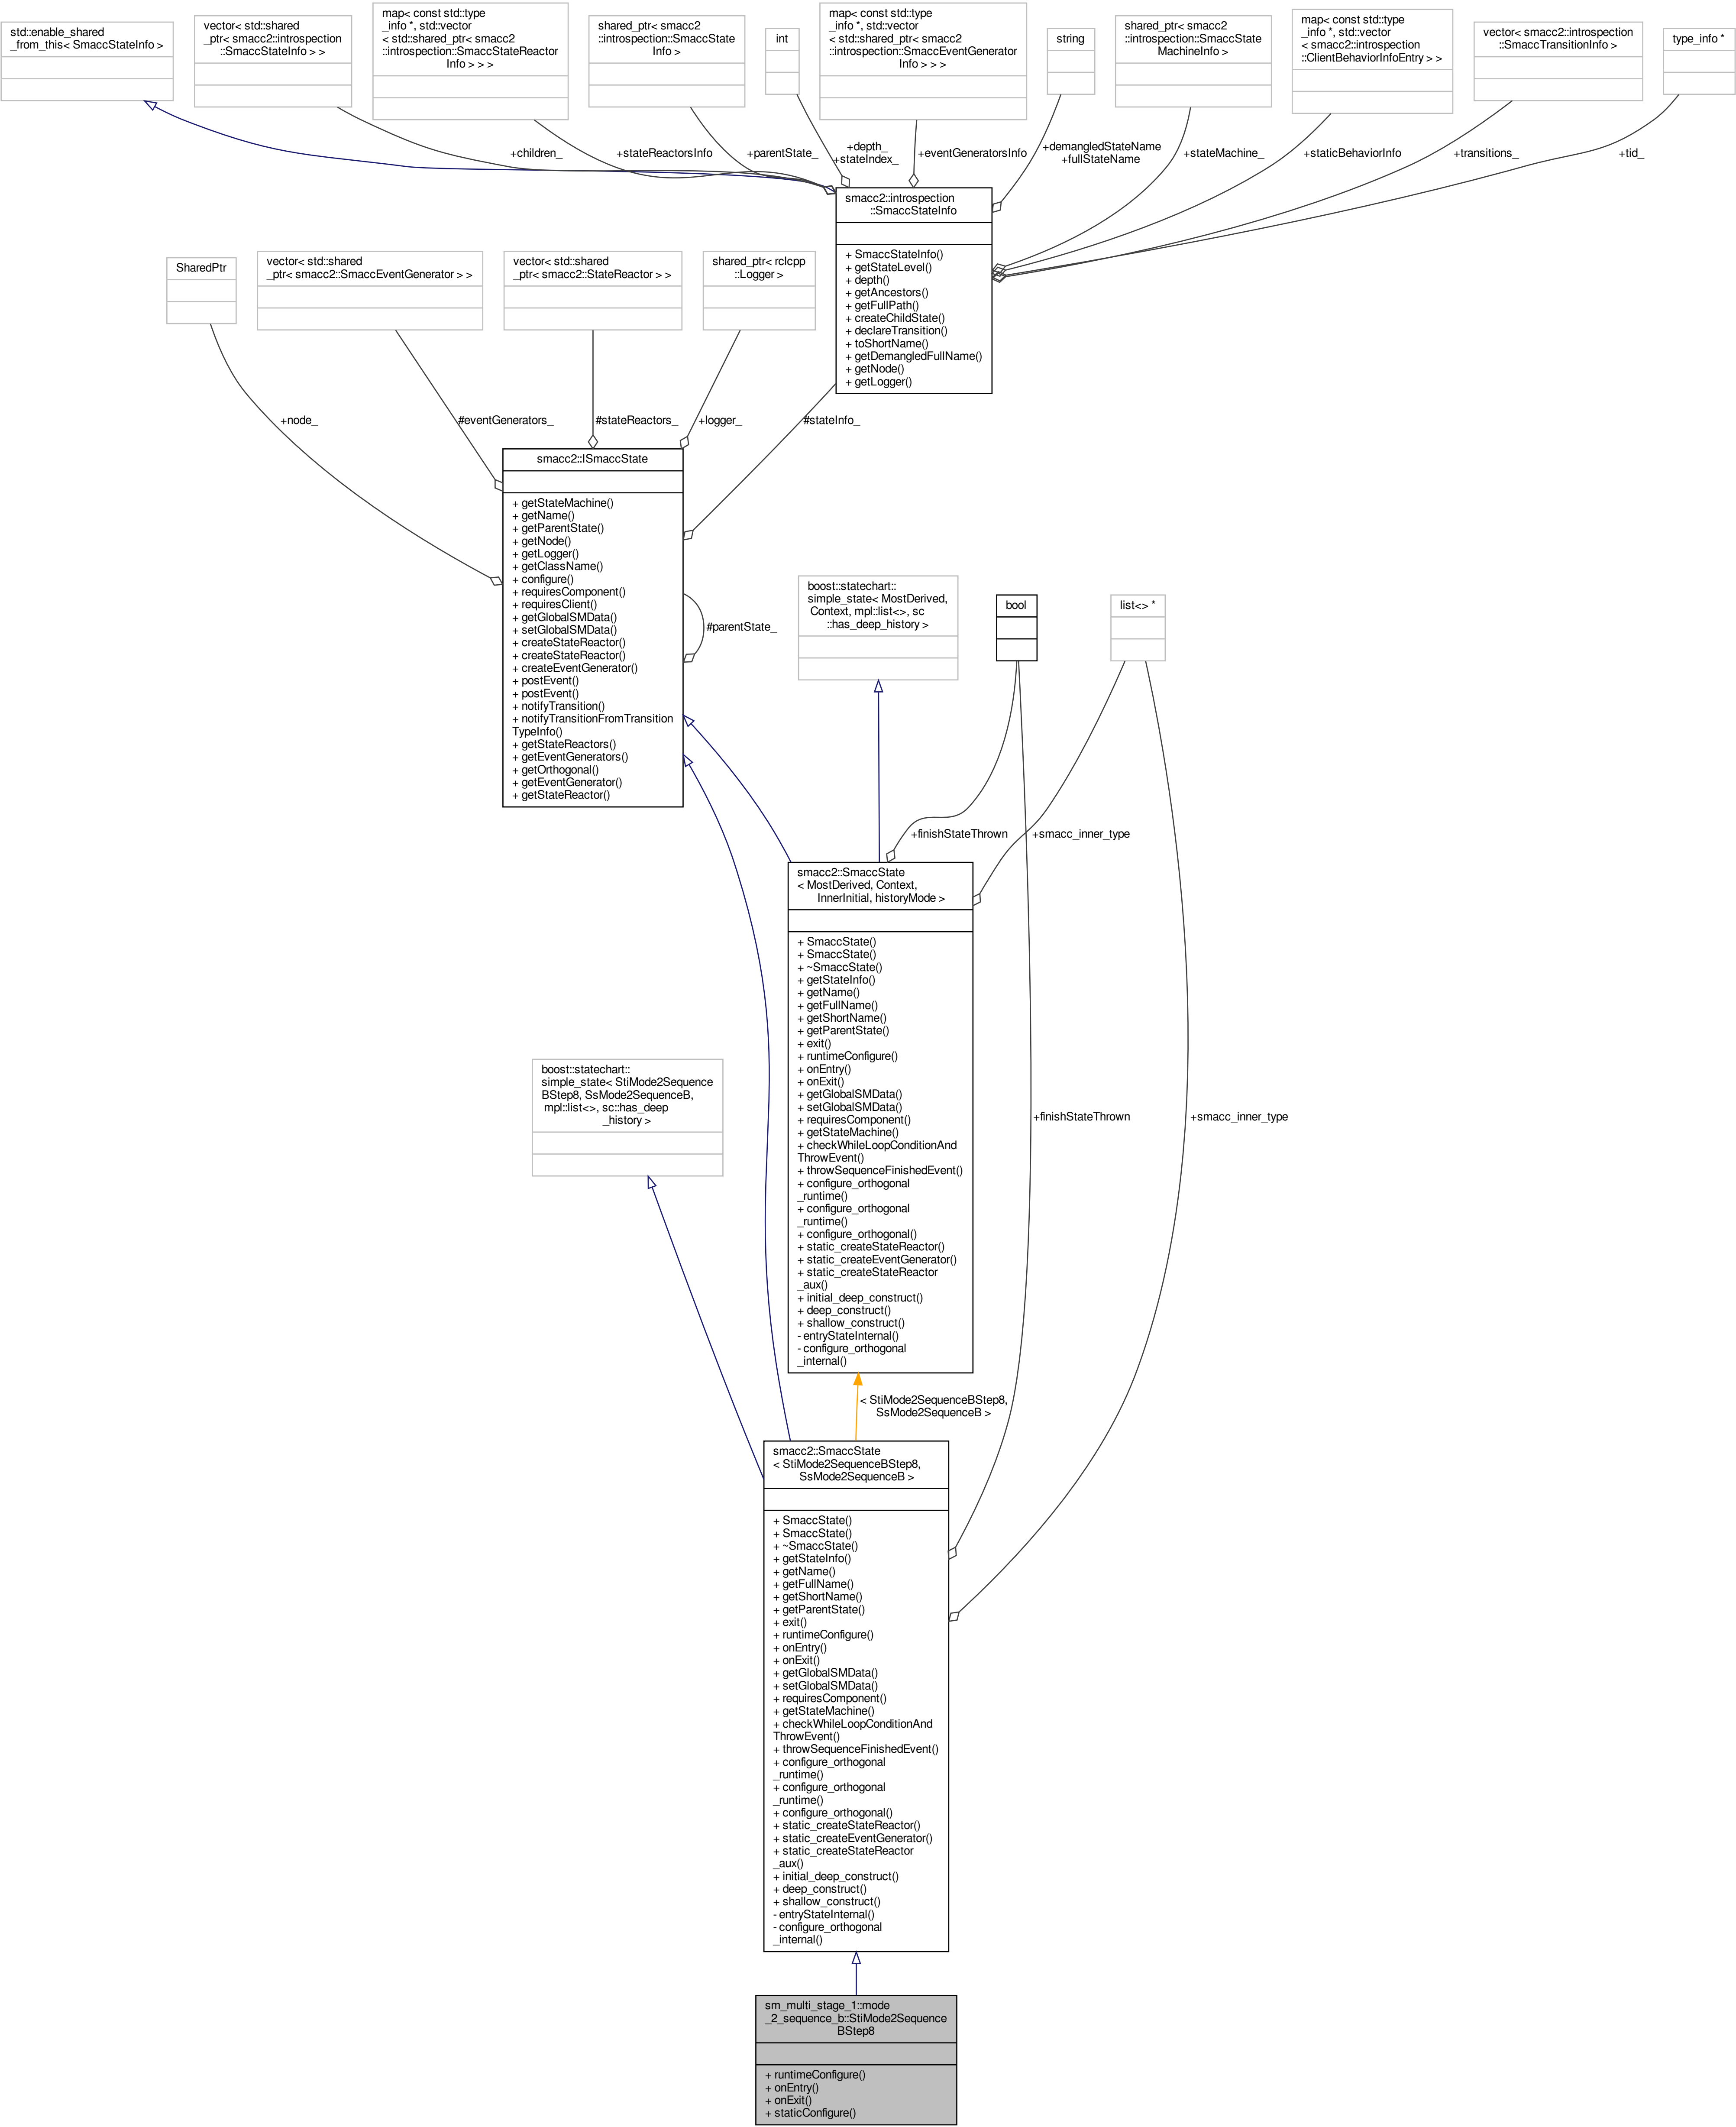 std::enable_shared
_from_this< SmaccStateInfo >
vector< std::shared
_ptr< smacc2::introspection
::SmaccStateInfo > >
map< const std::type
_info *, std::vector
< std::shared_ptr< smacc2
::introspection::SmaccStateReactor
Info > > >
shared_ptr< smacc2
::introspection::SmaccState
Info >
int
map< const std::type
_info *, std::vector
< std::shared_ptr< smacc2
::introspection::SmaccEventGenerator
Info > > >
string
shared_ptr< smacc2
::introspection::SmaccState
MachineInfo >
map< const std::type
_info *, std::vector
< smacc2::introspection
::ClientBehaviorInfoEntry > >
vector< smacc2::introspection
::SmaccTransitionInfo >
type_info *
+children_
+stateReactorsInfo
+parentState_
+depth_
+stateIndex_
+eventGeneratorsInfo
+demangledStateName
+fullStateName
+stateMachine_
+staticBehaviorInfo
+transitions_
+tid_
smacc2::introspection
::SmaccStateInfo
+ SmaccStateInfo()
+ getStateLevel()
+ depth()
+ getAncestors()
+ getFullPath()
+ createChildState()
+ declareTransition()
+ toShortName()
+ getDemangledFullName()
+ getNode()
+ getLogger()
SharedPtr
vector< std::shared
_ptr< smacc2::SmaccEventGenerator > >
vector< std::shared
_ptr< smacc2::StateReactor > >
shared_ptr< rclcpp
::Logger >
+node_
#eventGenerators_
#stateReactors_
+logger_
#stateInfo_
smacc2::ISmaccState
+ getStateMachine()
+ getName()
+ getParentState()
+ getNode()
+ getLogger()
+ getClassName()
+ configure()
+ requiresComponent()
+ requiresClient()
+ getGlobalSMData()
+ setGlobalSMData()
+ createStateReactor()
+ createStateReactor()
+ createEventGenerator()
+ postEvent()
+ postEvent()
+ notifyTransition()
+ notifyTransitionFromTransition
TypeInfo()
+ getStateReactors()
+ getEventGenerators()
+ getOrthogonal()
+ getEventGenerator()
+ getStateReactor()
#parentState_
boost::statechart::
simple_state< MostDerived,
Context, mpl::list<>, sc
::has_deep_history >
bool
list<> *
+finishStateThrown
+smacc_inner_type
smacc2::SmaccState
< MostDerived, Context,
InnerInitial, historyMode >
+ SmaccState()
+ SmaccState()
+ ~SmaccState()
+ getStateInfo()
+ getName()
+ getFullName()
+ getShortName()
+ getParentState()
+ exit()
+ runtimeConfigure()
+ onEntry()
+ onExit()
+ getGlobalSMData()
+ setGlobalSMData()
+ requiresComponent()
+ getStateMachine()
+ checkWhileLoopConditionAnd
ThrowEvent()
+ throwSequenceFinishedEvent()
+ configure_orthogonal
_runtime()
+ configure_orthogonal
_runtime()
+ configure_orthogonal()
+ static_createStateReactor()
+ static_createEventGenerator()
+ static_createStateReactor
_aux()
+ initial_deep_construct()
+ deep_construct()
+ shallow_construct()
- entryStateInternal()
- configure_orthogonal
_internal()
boost::statechart::
simple_state< StiMode2Sequence
BStep8, SsMode2SequenceB,
mpl::list<>, sc::has_deep
_history >
+finishStateThrown
+smacc_inner_type
< StiMode2SequenceBStep8,
SsMode2SequenceB >
smacc2::SmaccState
< StiMode2SequenceBStep8,
SsMode2SequenceB >
+ SmaccState()
+ SmaccState()
+ ~SmaccState()
+ getStateInfo()
+ getName()
+ getFullName()
+ getShortName()
+ getParentState()
+ exit()
+ runtimeConfigure()
+ onEntry()
+ onExit()
+ getGlobalSMData()
+ setGlobalSMData()
+ requiresComponent()
+ getStateMachine()
+ checkWhileLoopConditionAnd
ThrowEvent()
+ throwSequenceFinishedEvent()
+ configure_orthogonal
_runtime()
+ configure_orthogonal
_runtime()
+ configure_orthogonal()
+ static_createStateReactor()
+ static_createEventGenerator()
+ static_createStateReactor
_aux()
+ initial_deep_construct()
+ deep_construct()
+ shallow_construct()
- entryStateInternal()
- configure_orthogonal
_internal()
sm_multi_stage_1::mode
_2_sequence_b::StiMode2Sequence
BStep8
+ runtimeConfigure()
+ onEntry()
+ onExit()
+ staticConfigure()